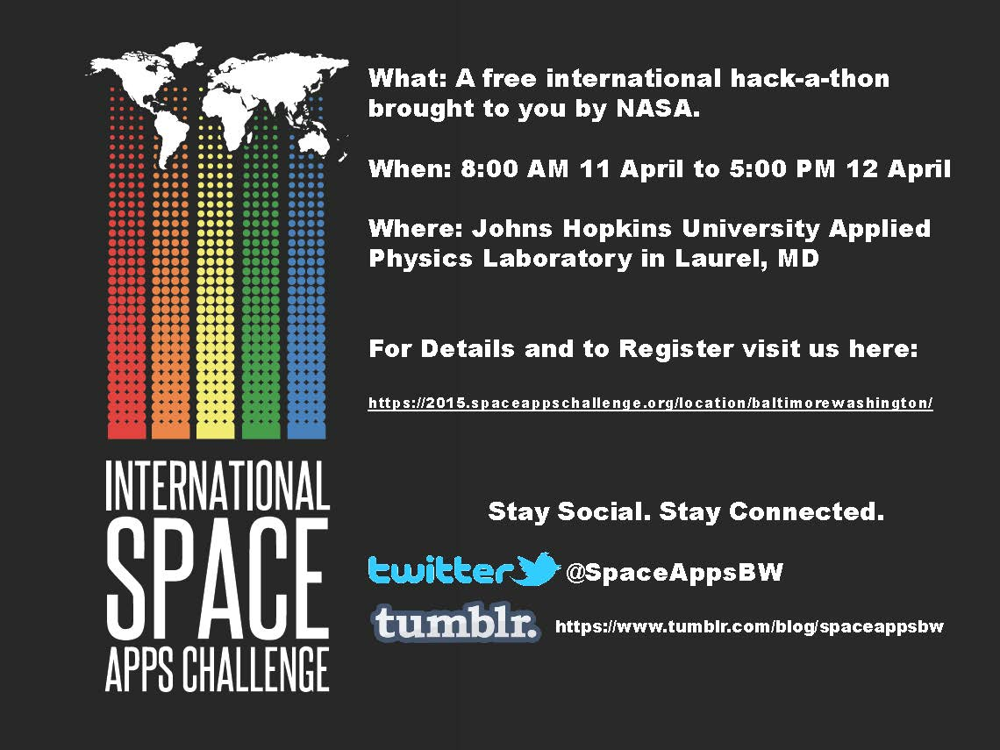 What: A free international hack-a-thon
brought to you by NASA.
When: 8:00 AM 11 April to 5:00 PM 12 April
Where: Johns Hopkins University Applied
Physics Laboratory in Laurel, MD
For Details and to Register visit us here:
https://2015.spaceappschallenge.org/location/baltimorewashington/
INTERNATIONAL
SPACE
APPS CHALLENGE
Stay Social. Stay Connected.
twitter @SpaceAppsBW
tumblr. https://www.tumblr.com/blog/spaceappsbw